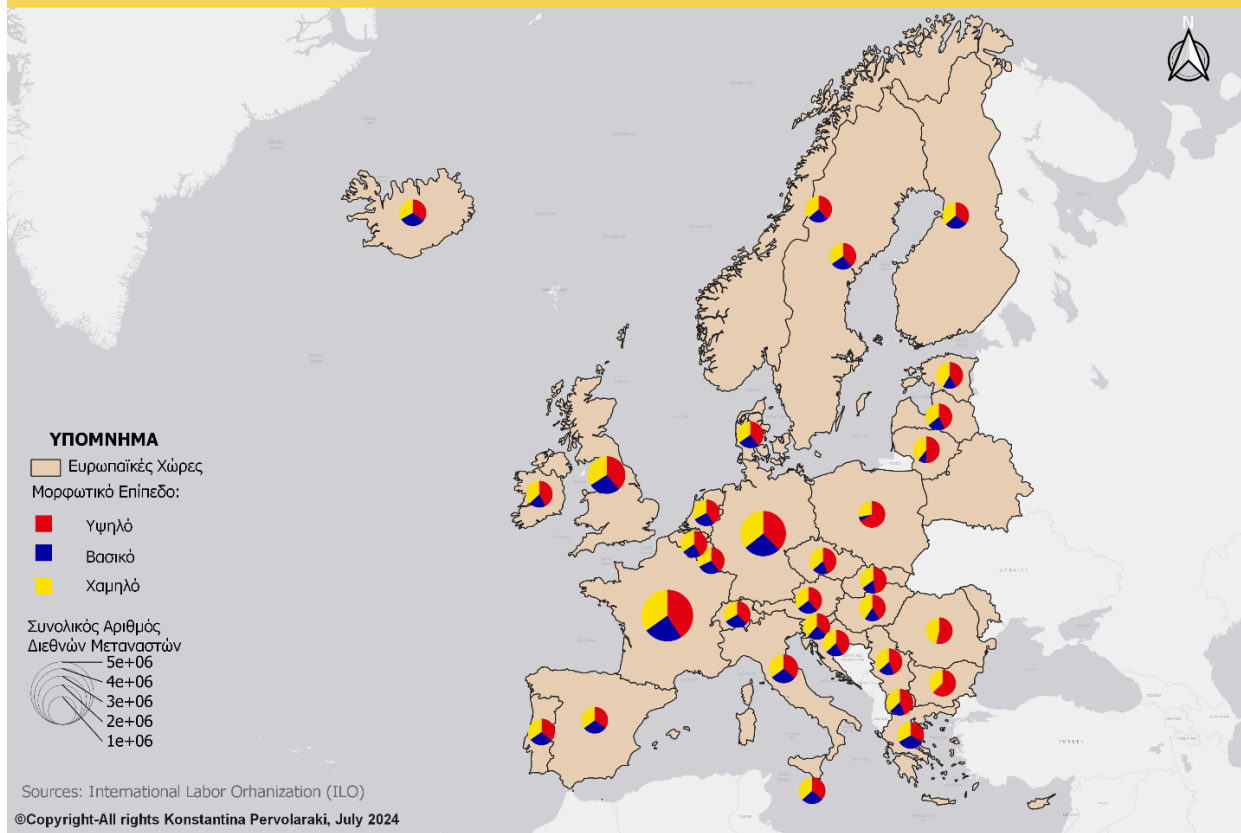 N
ΥΠΟΜΝΗΜΑ
Ευρωπαϊκές Χώρες
Μορφωτικό Επίπεδο:
Υψηλό
Βασικό
Χαμηλό
Συνολικός Αριθμός
Διεθνών Μεταναστών
5e+06
4e+06
3e+06
2e+06
1e+06
TURKEY
Sources: International Labor Orhanization (ILO)
©Copyright-All rights Konstantina Pervolaraki, July 2024